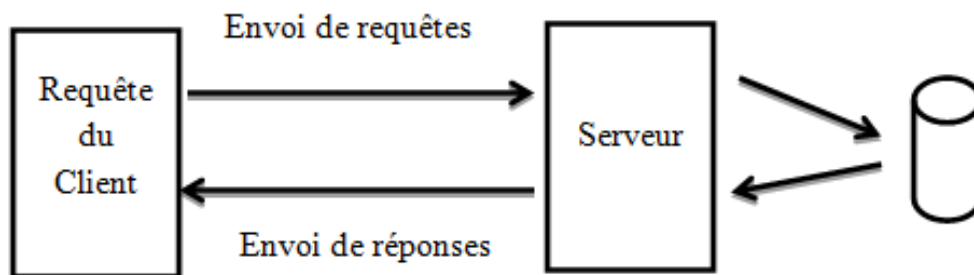 Envoi de requêtes
Requête
du
Client
Serveur
Envoi de réponses